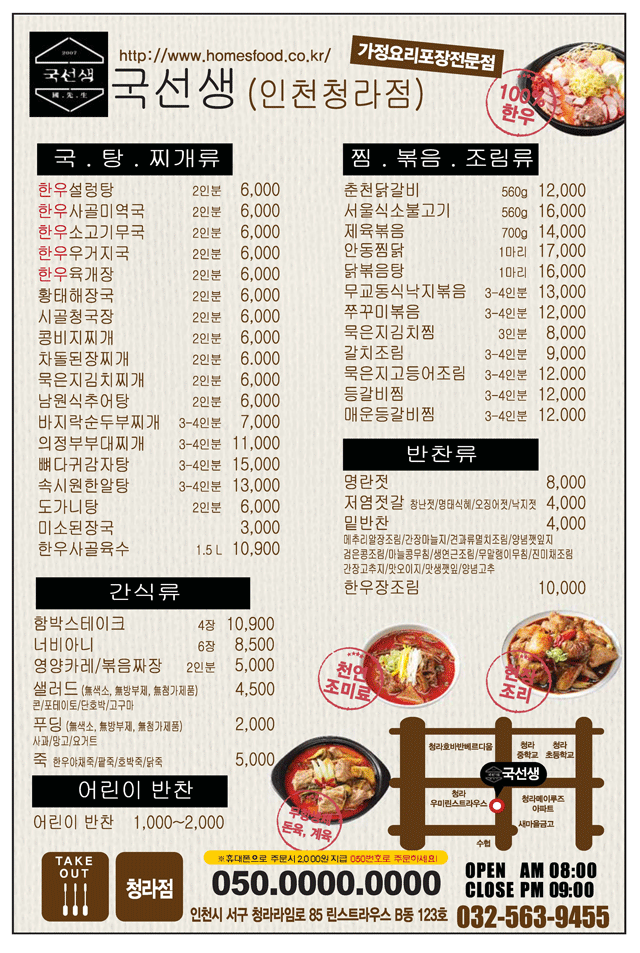 2007
국선생
國.先.生
http://www.homesfood.co.kr/
가정요리포장전문점
국선생 (인천청라점)
100% 한우
국 . 탕 . 찌개류
한우설렁탕 2인분 6,000
한우사골미역국 2인분 6,000
한우소고기무국 2인분 6,000
한우우거지국 2인분 6,000
한우육개장 2인분 6,000
황태해장국 2인분 6,000
시골청국장 2인분 6,000
콩비지찌개 2인분 6,000
차돌된장찌개 2인분 6.000
묵은지김치찌개 2인분 6,000
남원식추어탕 2인분 6,000
바지락순두부찌개 3-4인분 7,000
의정부부대찌개 3-4인분 11,000
뼈다귀감자탕 3-4인분 15,000
속시원한알탕 3-4인분 13,000
도가니탕 2인분 6,000
미소된장국 3,000
한우사골육수 1.5 L 10,900
간식류
함박스테이크 4장 10,900
너비아니 6장 8,500
영양카레/볶음짜장 2인분 5,000
샐러드 (無색소, 無방부제, 無첨가제품) 4,500
콘/포테이토/단호박/고구마
푸딩 (無색소, 無방부제, 無첨가제품) 2,000
사과/망고/요거트
죽 한우야채죽/팥죽/호박죽/닭죽 5,000
어린이 반찬
어린이 반찬 1,000~2,000
찜 . 볶음 . 조림류
춘천닭갈비 560g 12,000
서울식소불고기 560g 16,000
제육볶음 700g 14,000
안동찜닭 1마리 17,000
닭볶음탕 1마리 16,000
무교동식낙지볶음 3-4인분 13,000
쭈꾸미볶음 3-4인분 12,000
묵은지김치찜 3인분 8,000
갈치조림 3-4인분 9,000
묵은지고등어조림 3-4인분 12.000
등갈비찜 3-4인분 12,000
매운등갈비찜 3-4인분 12.000
반찬류
명란젓 8,000
저염젓갈 창난젓/명태식혜/오징어젓/낙지젓 4,000
밑반찬 4,000
메추리알장조림/간장마늘지/견과류멸치조림/양념깻잎지
검은콩조림/마늘콩무침/생연근조림/무말랭이무침/진미채조림
간장고추지/맛오이지/맛생깻잎/양념고추
한우장조림 10,000
천연
조미료
조리
돈육, 계육
청라호바반베르디움
청라
중학교
청라
초등학교
국선생
청라
우미린스트라우스
청라메이루즈
아파트
새마을금고
수협
TAKE
OUT
청라점
※휴대폰으로 주문시 2,000원 지급 050번호로 주문하세요!
050.0000.0000
인천시 서구 청라라임로 85 린스트라우스 B동 123호
OPEN AM 08:00
CLOSE PM 09:00
032-563-9455